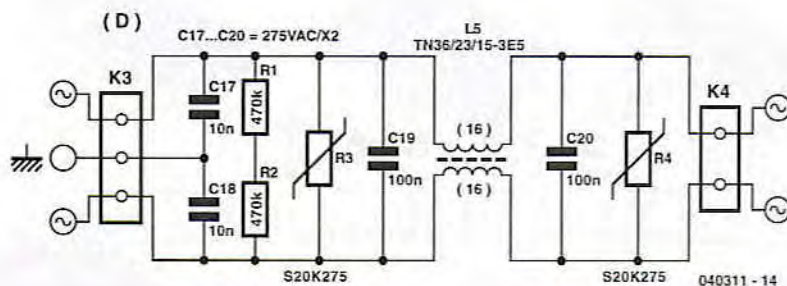 (D)
C17...C20 = 275VAC/X2
L5
TN36/23/15-3E5
K3
K4
C17
10n
R1
470k
R2
470k
C18
10n
R3
C19
100n
(16)
(16)
C20
100n
R4
S20K275
S20K275
040311 - 14